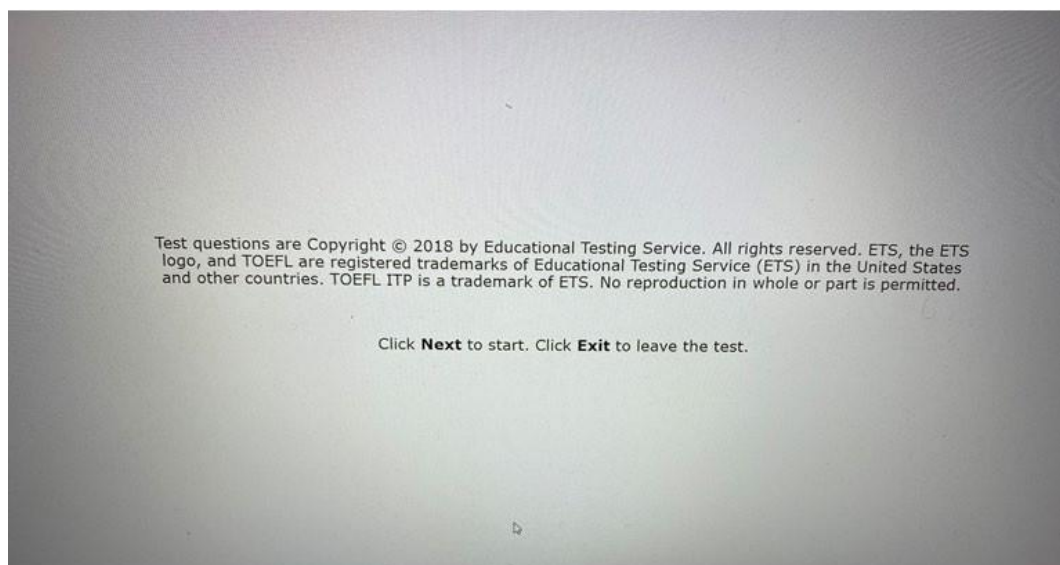 Test questions are Copyright © 2018 by Educational Testing Service. All rights reserved. ETS, the ETS
logo, and TOEFL are registered trademarks of Educational Testing Service (ETS) in the United States
and other countries. TOEFL ITP is a trademark of ETS. No reproduction in whole or part is permitted.
Click Next to start. Click Exit to leave the test.